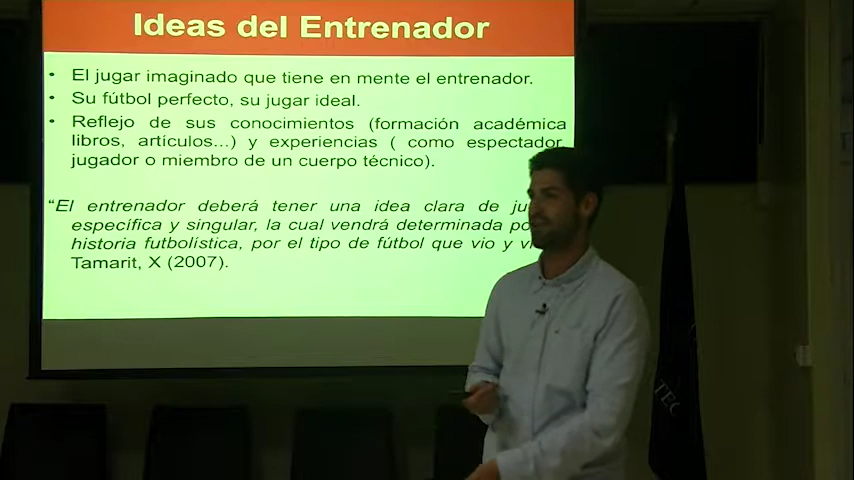 Ideas del Entrenador
• El jugar imaginado que tiene en mente el entrenador.
• Su fútbol perfecto, su jugar ideal.
• Reflejo de sus conocimientos (formación académica
libros, artículos...) y experiencias ( como espectador,
jugador o miembro de un cuerpo técnico).
“El entrenador deberá tener una idea clara de
específica y singular, la cual vendrá determinada
historia futbolística, por el tipo de fútbol que vio y
Tamarit, X (2007).
TEC